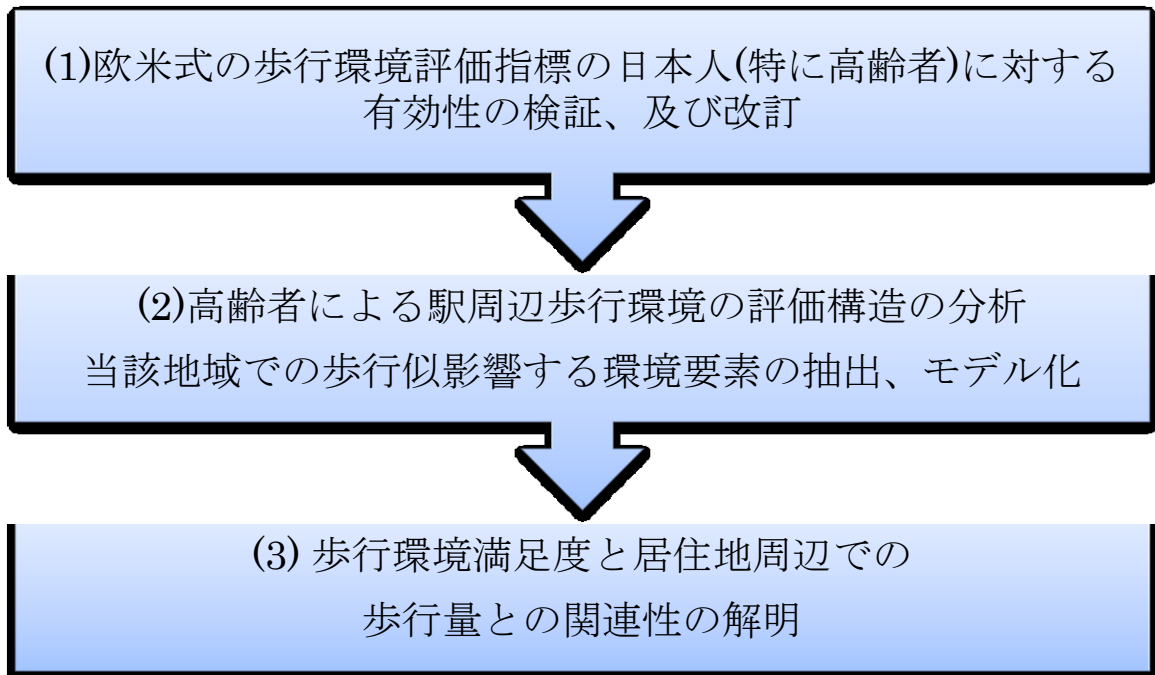 (1)欧米式の歩行環境評価指標の日本人(特に高齢者)に対する
有効性の検証、及び改訂
(2)高齢者による駅周辺歩行環境の評価構造の分析
当該地域での歩行似影響する環境要素の抽出、モデル化
(3) 歩行環境満足度と居住地周辺での
歩行量との関連性の解明